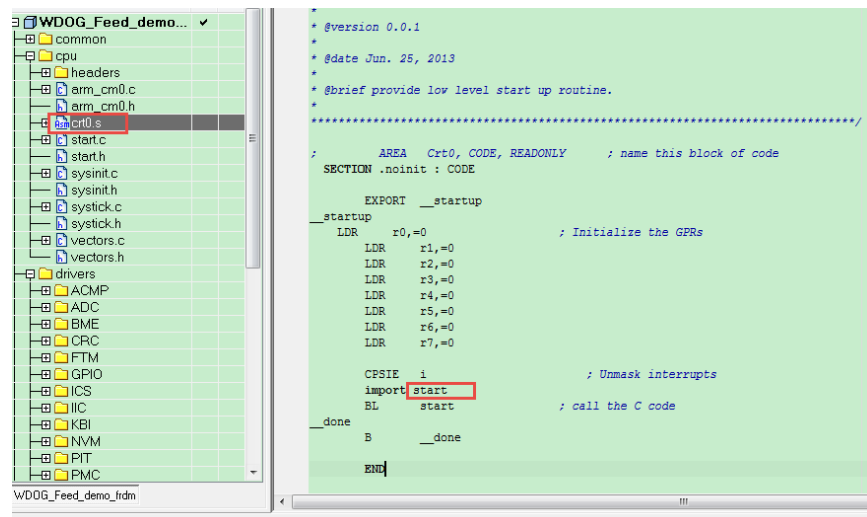 WDOG_Feed_demo...
common
cpu
headers
arm_cm0.c
arm_cm0.h
crt0.s
start.c
start.h
sysinit.c
sysinit.h
systick.c
systick.h
vectors.c
vectors.h
drivers
ACMP
ADC
BME
CRC
FTM
GPIO
ICS
IIC
KBI
NVM
PIT
PMC
WDOG_Feed_demo_frdm
*
* @version 0.0.1
*
* @date Jun. 25, 2013
*
* @brief provide low level start up routine.
*
******************************************************************************/
; AREA Crt0, CODE, READONLY ; name this block of code
SECTION .noinit : CODE
EXPORT __startup
__startup
LDR r0,=0 ; Initialize the GPRs
LDR r1,=0
LDR r2,=0
LDR r3,=0
LDR r4,=0
LDR r5,=0
LDR r6,=0
LDR r7,=0
CPSIE i ; Unmask interrupts
import start
BL start ; call the C code
__done
B __done
END